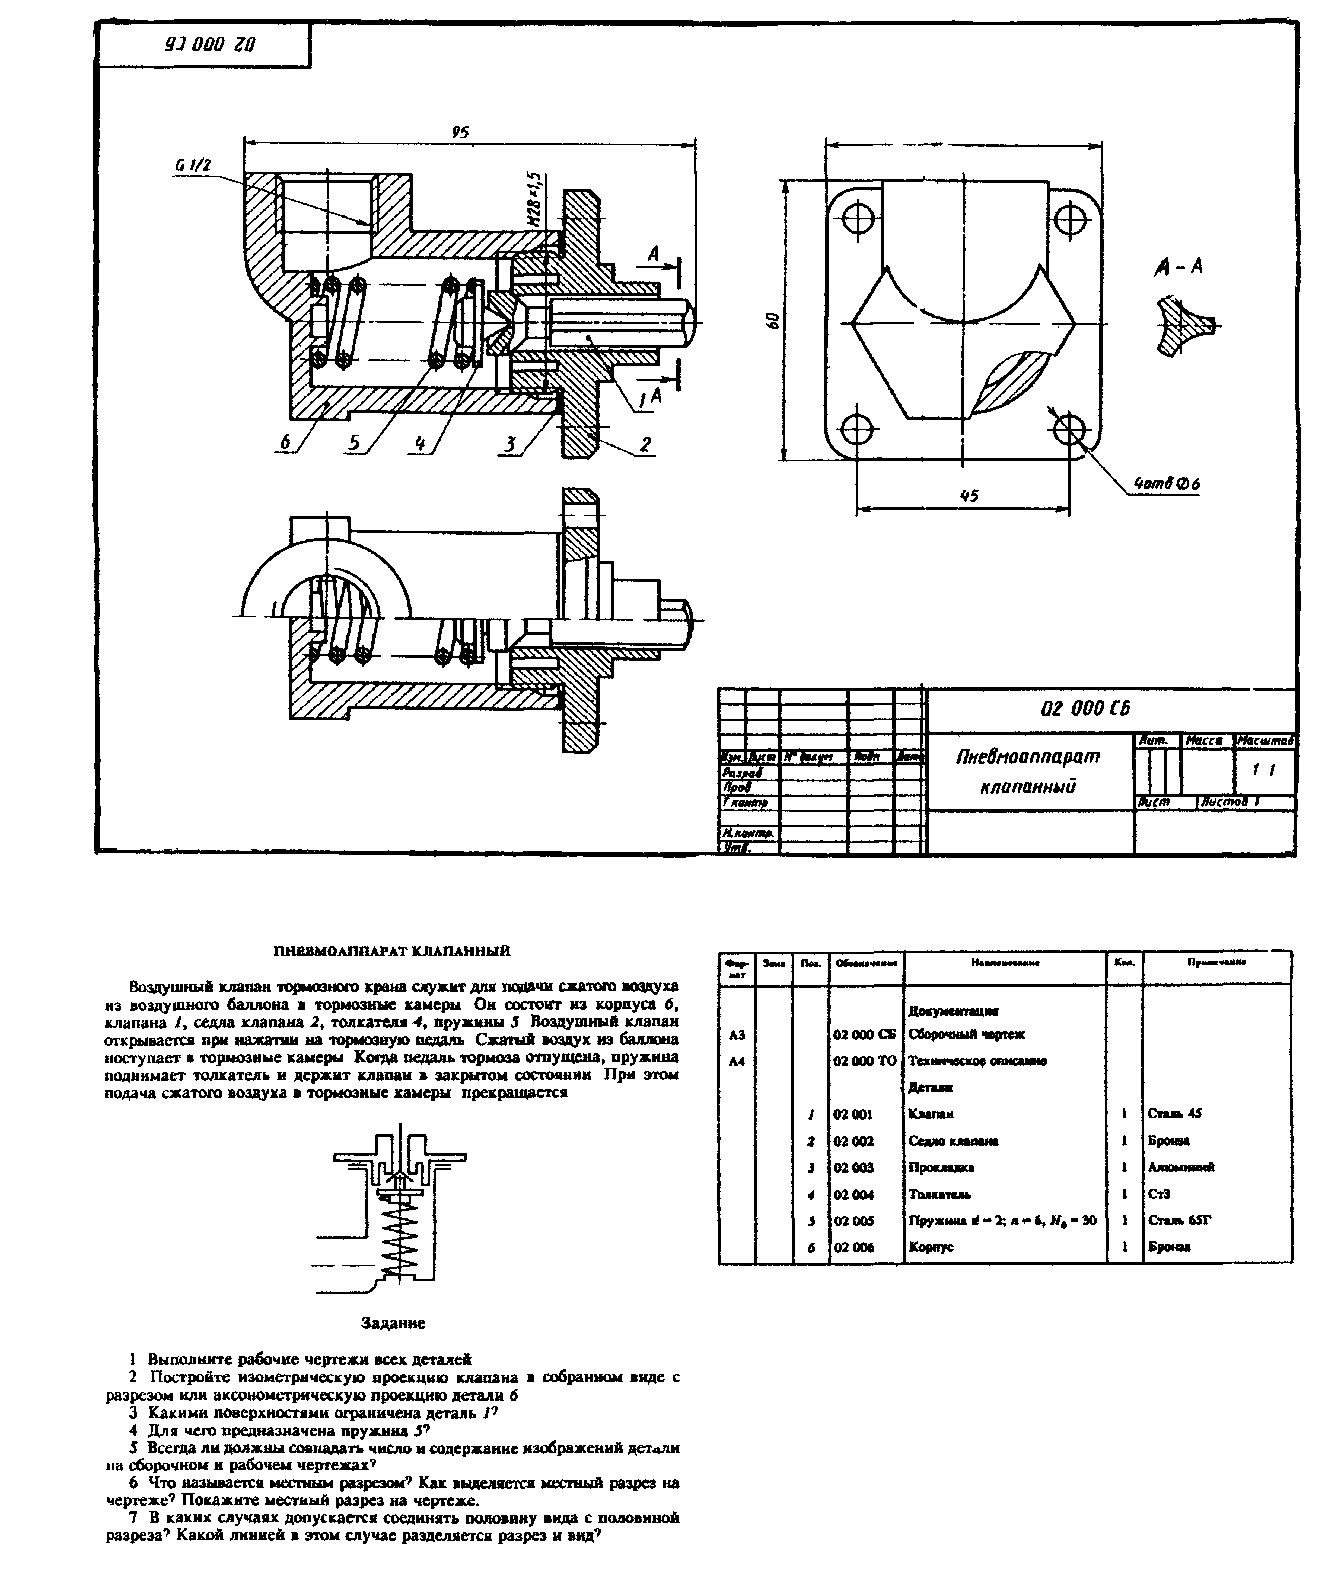 02 000 СБ
95
G 1/2
М28×1,5
А
А
1
2
3
4
5
6
60
45
4отв Ø6
А-А
02 000 СБ
Пневмоаппарат
клапанный
Лит. Масса Масштаб
1 1
Лист Листов 1
Изм. Лист № докум Подп Дата
Разраб
Пров
Т контр
Н.контр.
Утв.
ПНЕВМОАППАРАТ КЛАПАННЫЙ
Воздушный клапан тормозного крана служит для подачи сжатого воздуха
из воздушного баллона в тормозные камеры Он состоит из корпуса 6,
клапана 1, седла клапана 2, толкателя 4, пружины 5 Воздушный клапан
открывается при нажатии на тормозную педаль Сжатый воздух из баллона
поступает в тормозные камеры Когда педаль тормоза отпущена, пружина
поднимает толкатель и держит клапан в закрытом состоянии При этом
подача сжатого воздуха в тормозные камеры прекращается
Задание
1 Выполните рабочие чертежи всех деталей
2 Постройте изометрическую проекцию клапана в собранном виде с
разрезом или аксонометрическую проекцию детали 6
3 Какими поверхностями ограничена деталь 1?
4 Для чего предназначена пружина 5?
5 Всегда ли должны совпадать число и содержание изображений детали
на сборочном и рабочем чертежах?
6 Что называется местным разрезом? Как выделяется местный разрез на
чертеже? Покажите местный разрез на чертеже.
7 В каких случаях допускается соединять половину вида с половиной
разреза? Какой линией в этом случае разделяется разрез и вид?
Фор-мат Зона Поз. Обозначение Наименование Кол. Примечание
Документация
А3 02 000 СБ Сборочный чертеж
А4 02 000 ТО Техническое описание
Детали
1 02 001 Клапан 1 Сталь 45
2 02 002 Седло клапана 1 Бронза
3 02 003 Прокладка 1 Алюминий
4 02 004 Толкатель 1 Ст3
5 02 005 Пружина d = 2; n = 6, H₀ = 30 1 Сталь 65Г
6 02 006 Корпус 1 Бронза